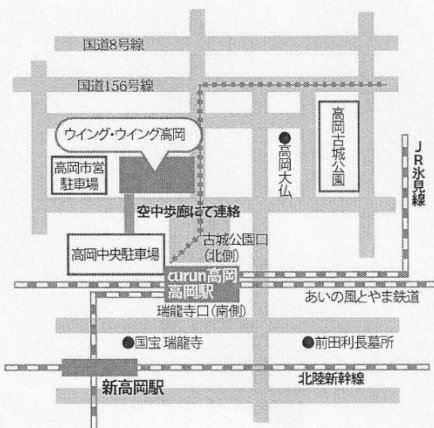 国道8号線
国道156号線
ウイング・ウイング高岡
高岡市営
駐車場
高岡大仏
高岡古城公園
JR氷見線
空中歩廊にて連絡
古城公園口
(北側)
高岡中央駐車場
curun高岡
高岡駅
あいの風とやま鉄道
瑞龍寺口(南側)
国宝 瑞龍寺
前田利長墓所
北陸新幹線
新高岡駅